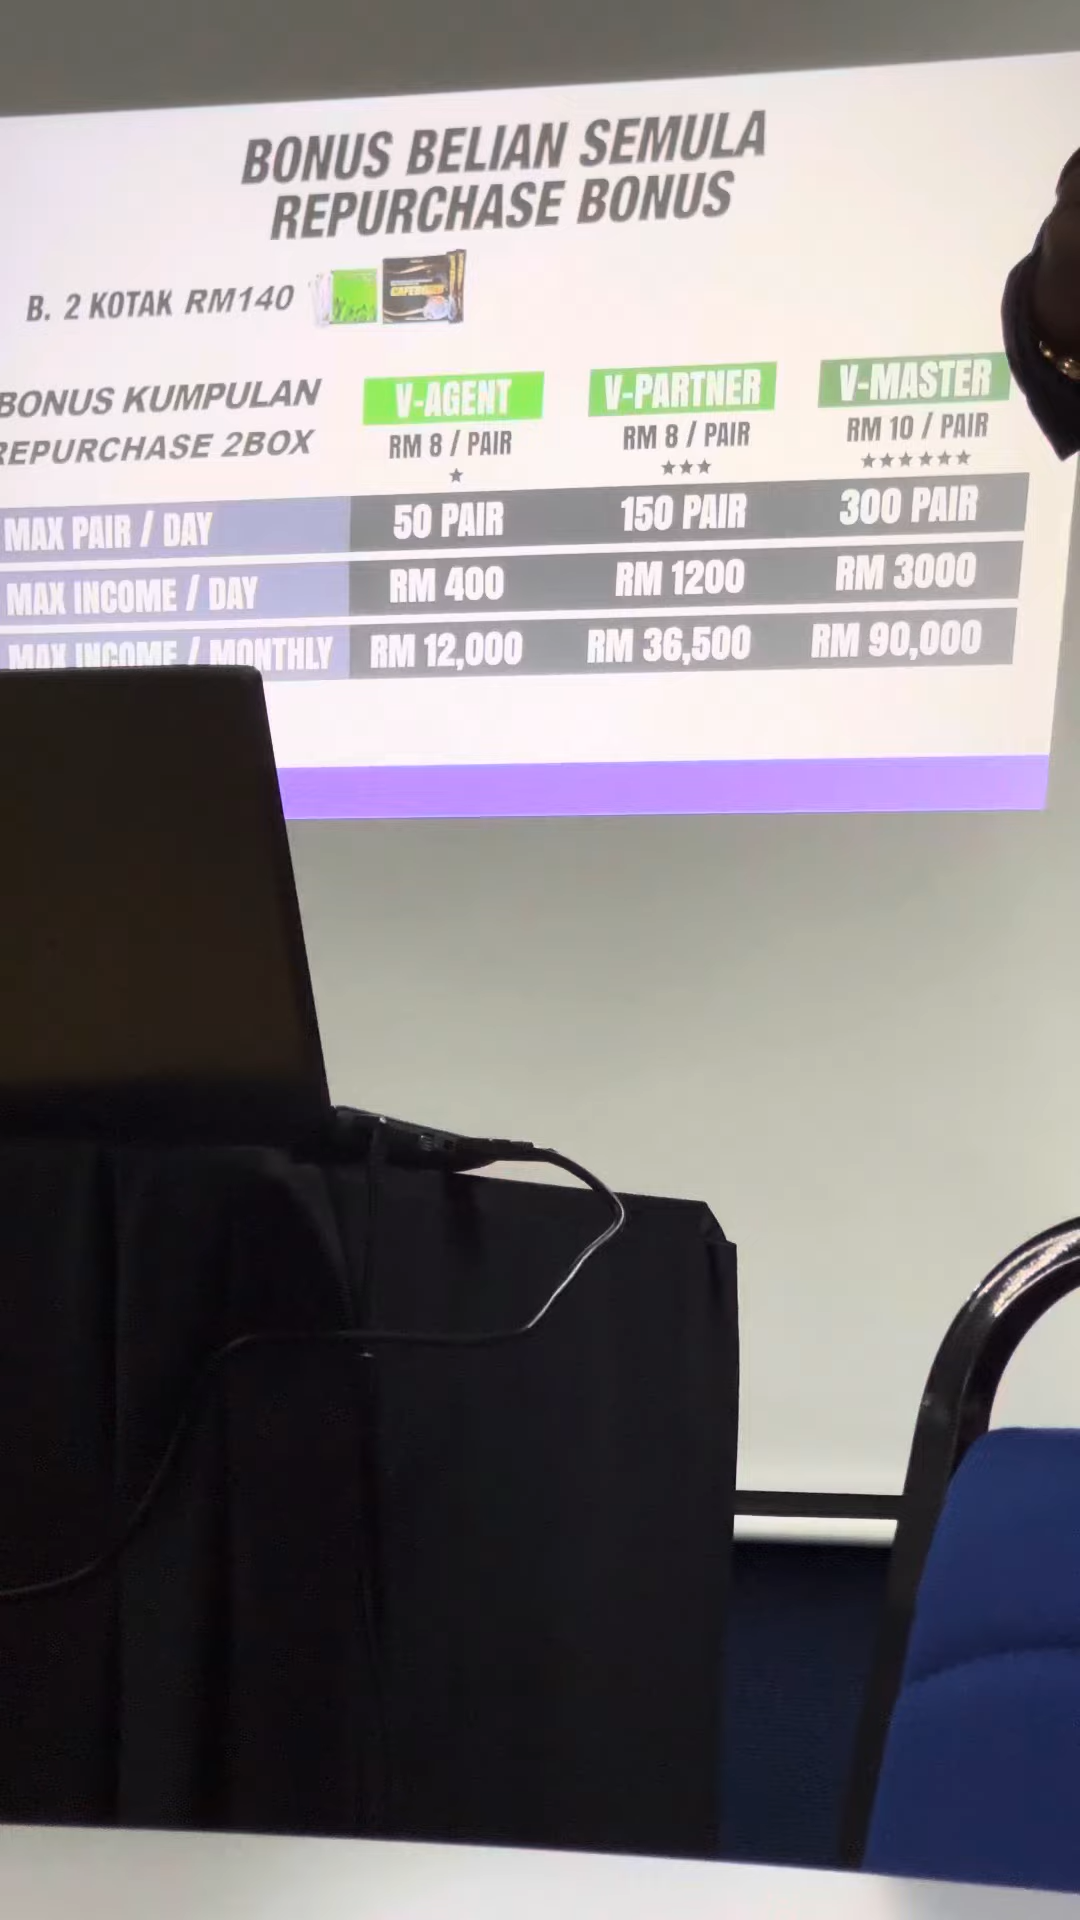 BONUS BELIAN SEMULA
REPURCHASE BONUS
B. 2 KOTAK RM140
CAFEBOOM
BONUS KUMPULAN
REPURCHASE 2BOX
V-AGENT V-PARTNER V-MASTER
RM 8 / PAIR RM 8 / PAIR RM 10 / PAIR
MAX PAIR / DAY 50 PAIR 150 PAIR 300 PAIR
MAX INCOME / DAY RM 400 RM 1200 RM 3000
MAX INCOME / MONTHLY RM 12,000 RM 36,500 RM 90,000